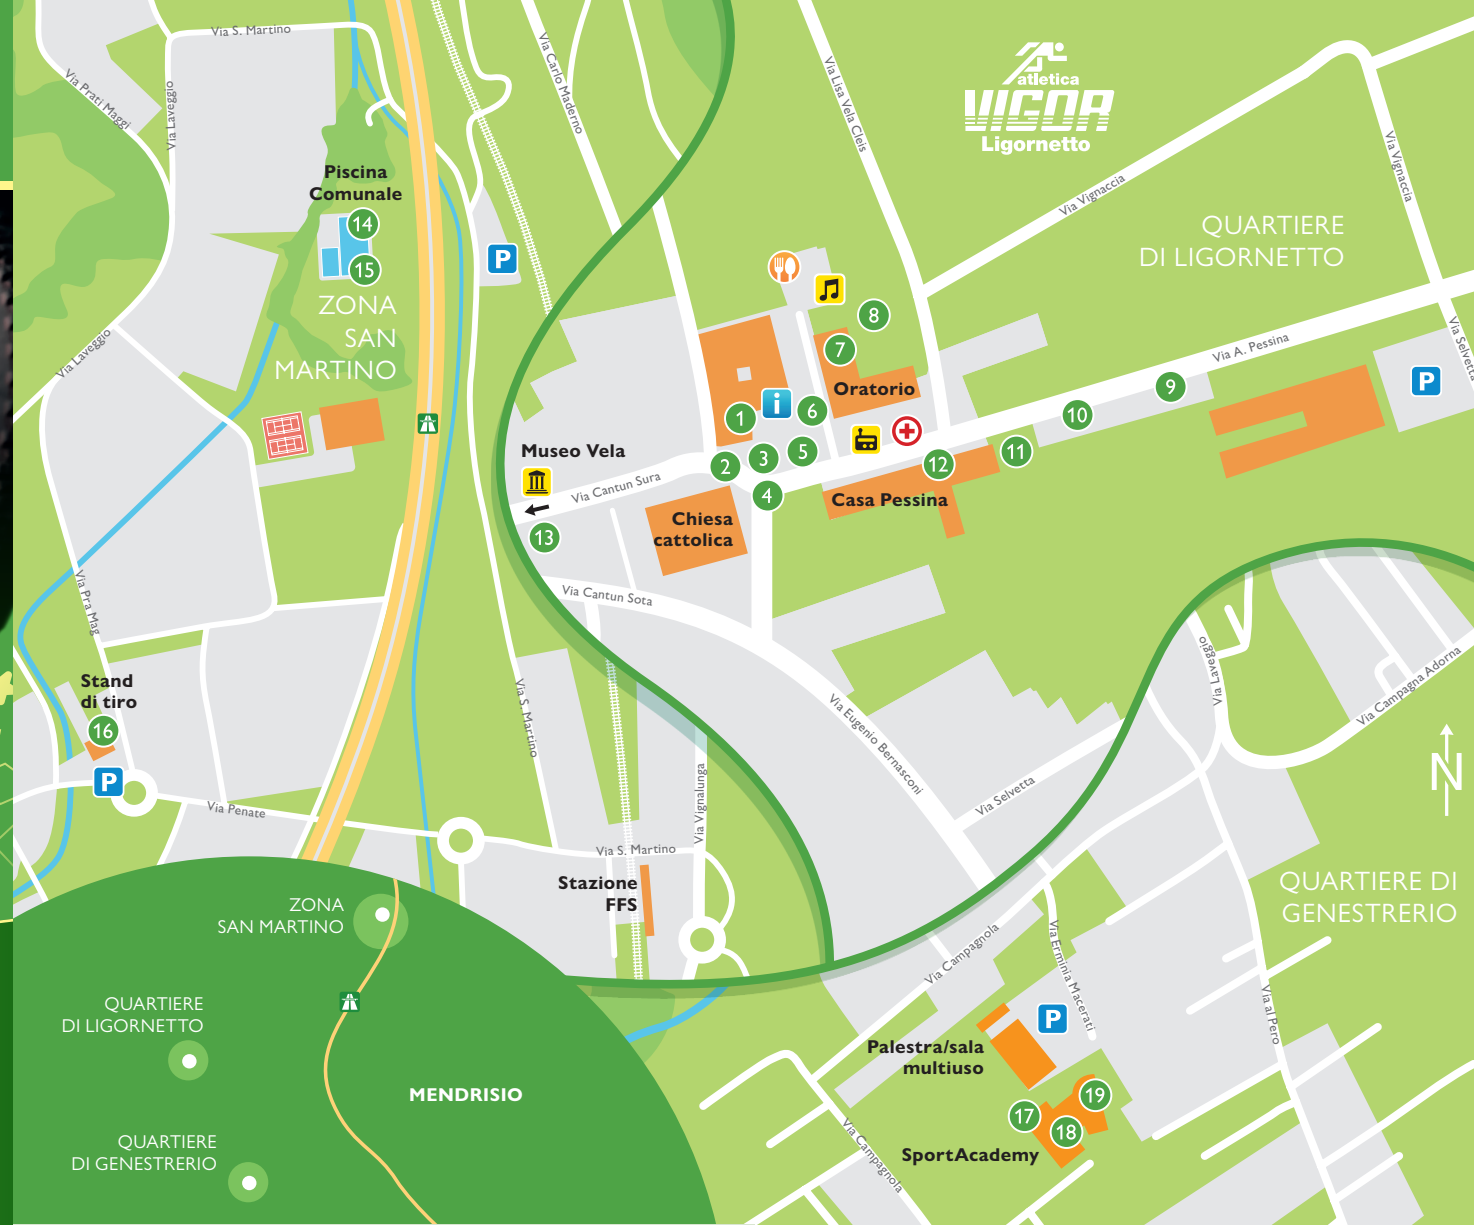 Via S. Martino
Via Prati Maggi
Via Laveggio
Via Carlo Maderno
Via Lisa Vela Cleis
atletica
VIGOR
Ligornetto
Via Vignaccia
Via Vignaccia
QUARTIERE
DI LIGORNETTO
Piscina
Comunale
14
15
P
ZONA
SAN
MARTINO
Via Laveggio
8
7
Oratorio
i
1
6
2
3
5
4
Via A. Pessina
9
10
11
12
P
Via Selvetta
Casa Pessina
Museo Vela
Via Cantun Sura
13
Chiesa
cattolica
Via Cantun Sota
Via Pra Mag
Stand
di tiro
16
P
Via Penate
Via S. Martino
Via Vignalunga
Via S. Martino
Stazione
FFS
Via Eugenio Bernasconi
Via Selvetta
Via Laveggio
Via Campagna Adorna
N
QUARTIERE DI
GENESTRERIO
Via Campagnola
Via Erminia Macerati
Via al Pero
P
Palestra/sala
multiuso
19
17
18
SportAcademy
Via Campagnola
ZONA
SAN MARTINO
QUARTIERE
DI LIGORNETTO
MENDRISIO
QUARTIERE
DI GENESTRERIO